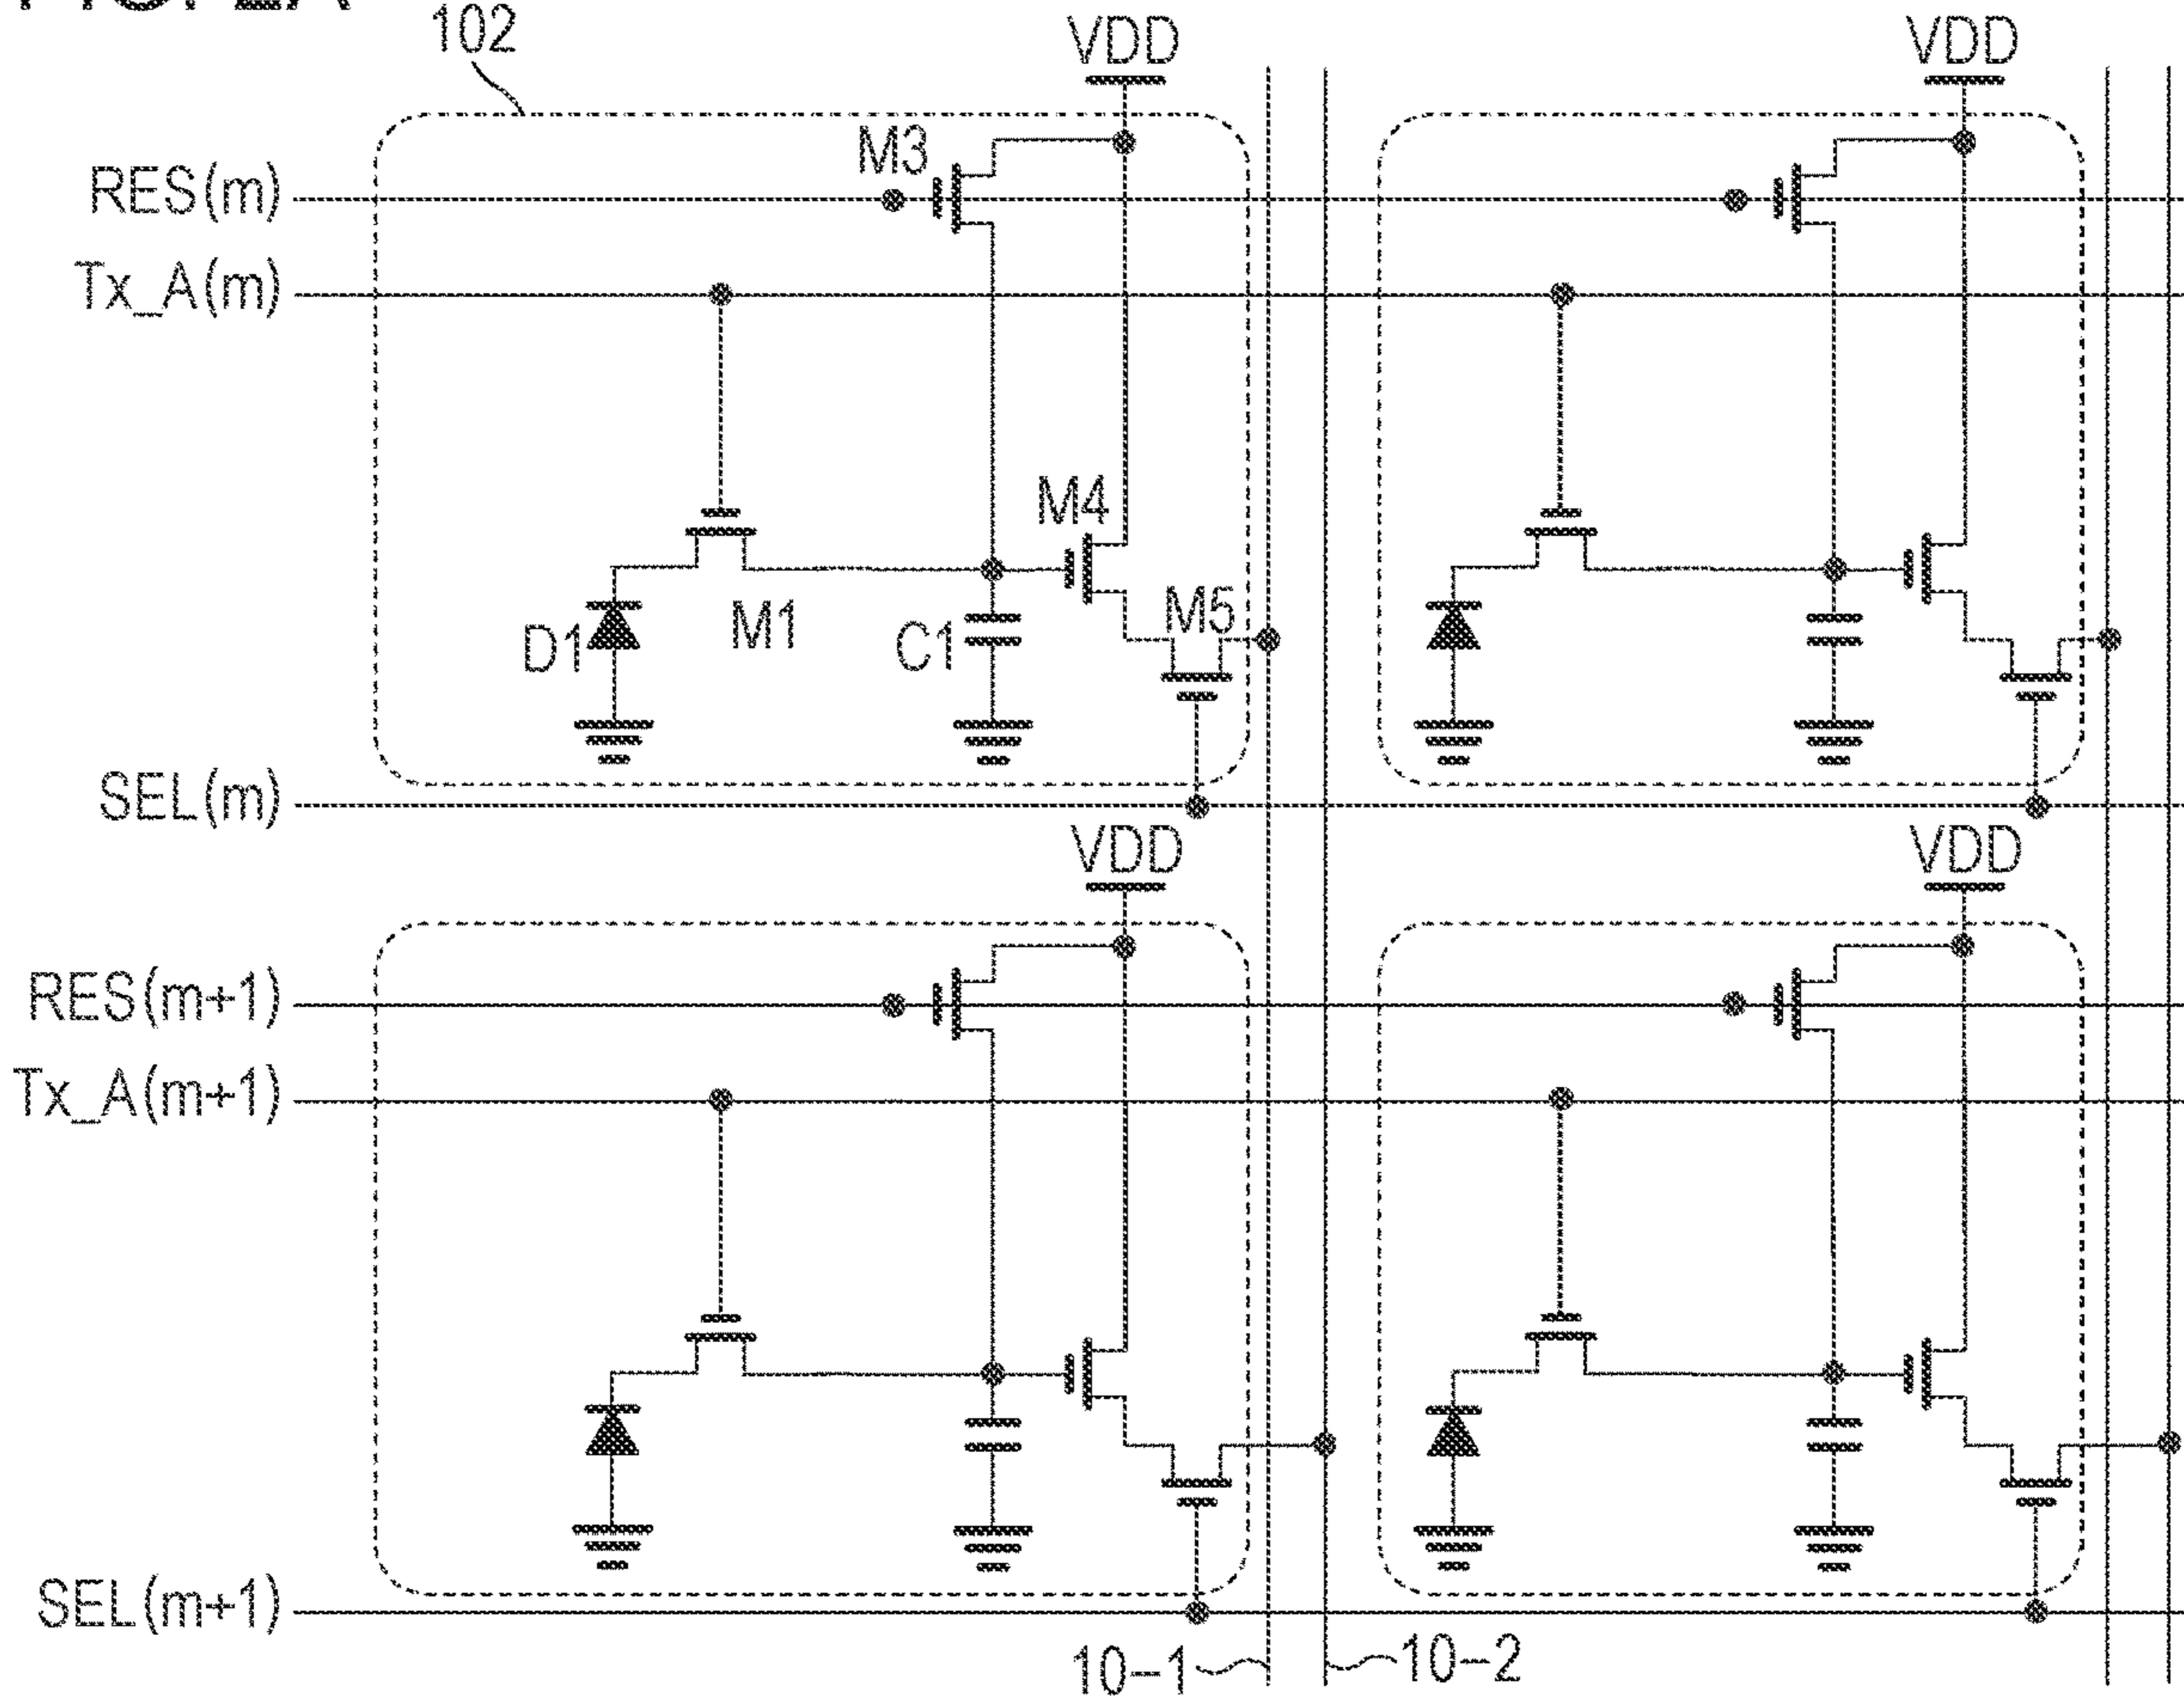 102
VDD
VDD
M3
RES(m)
Tx_A(m)
M4
M5
D1
M1
C1
SEL(m)
VDD
VDD
RES(m+1)
Tx_A(m+1)
SEL(m+1)
10-1
10-2